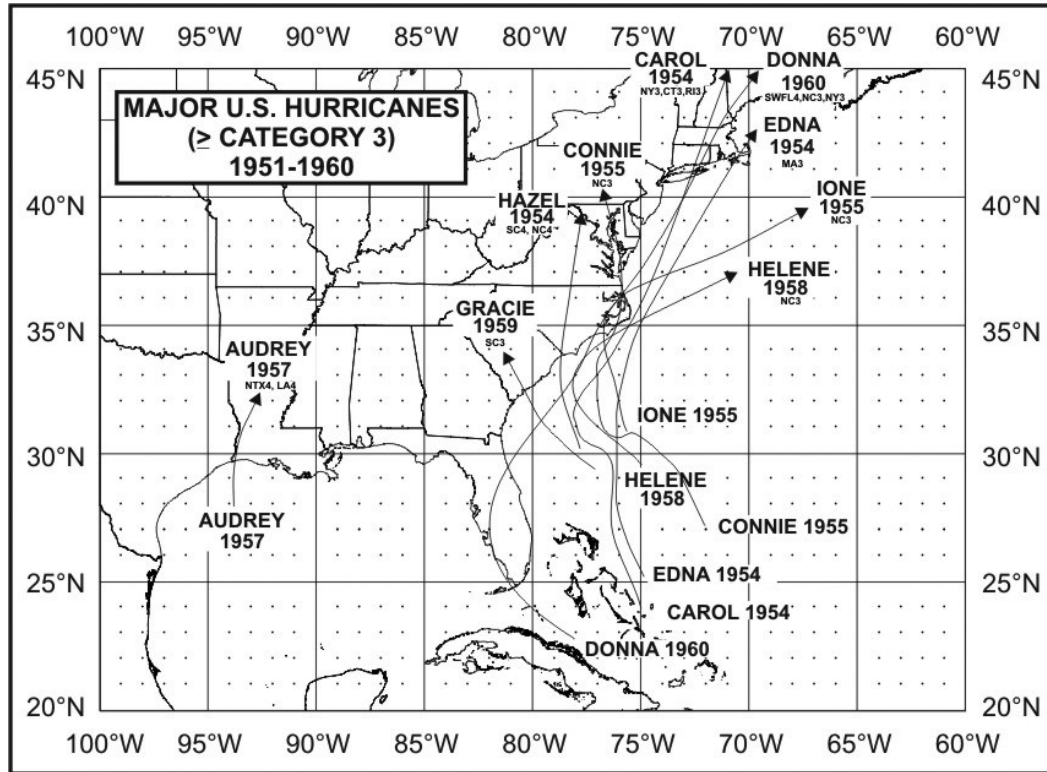 100°W 95°W 90°W 85°W 80°W 75°W 70°W 65°W 60°W
45°N
MAJOR U.S. HURRICANES
(≥ CATEGORY 3)
1951-1960
CAROL
1954
NY3,CT3,RI3
DONNA
1960
SWFL4,NC3,NY3
45°N
EDNA
1954
MA3
CONNIE
1955
NC3
40°N
HAZEL
1954
SC4, NC4
IONE
1955
NC3
40°N
HELENE
1958
NC3
GRACIE
1959
SC3
35°N
35°N
AUDREY
1957
NTX4, LA4
IONE 1955
30°N
30°N
HELENE
1958
AUDREY
1957
CONNIE 1955
25°N
EDNA 1954
25°N
CAROL 1954
DONNA 1960
20°N
20°N
100°W 95°W 90°W 85°W 80°W 75°W 70°W 65°W 60°W